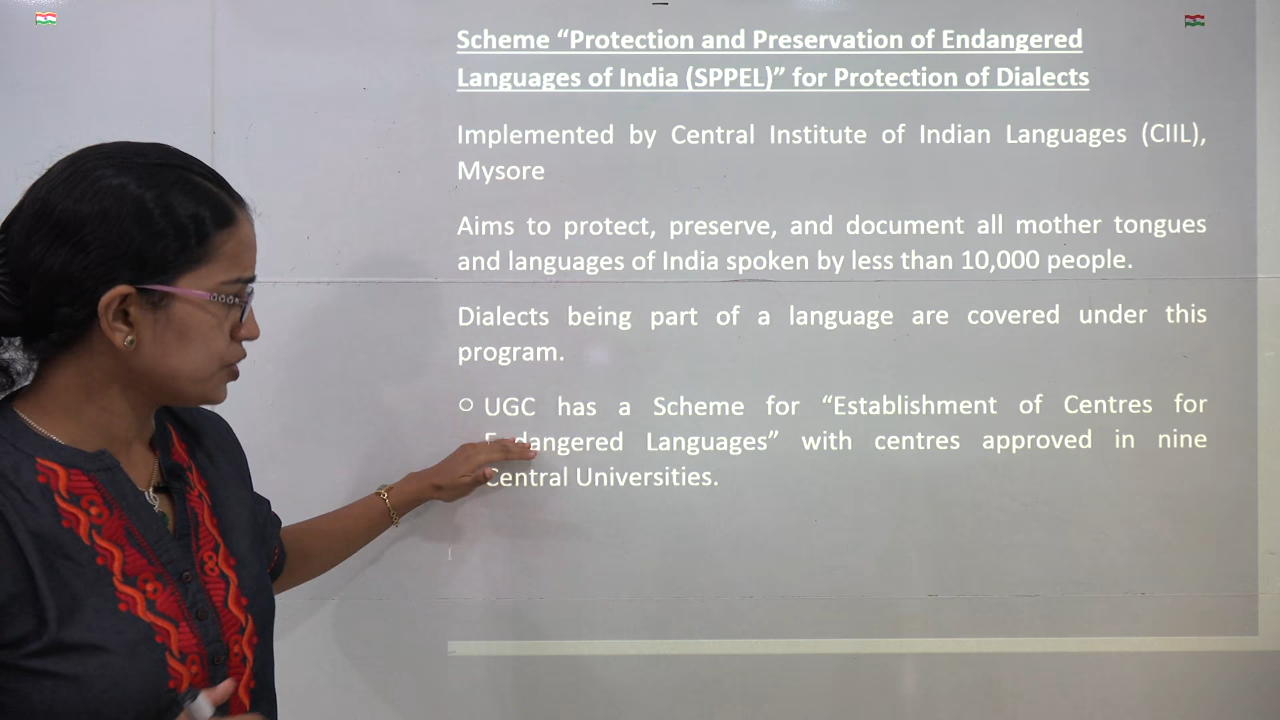 Scheme “Protection and Preservation of Endangered
Languages of India (SPPEL)” for Protection of Dialects
Implemented by Central Institute of Indian Languages (CIIL),
Mysore
Aims to protect, preserve, and document all mother tongues
and languages of India spoken by less than 10,000 people.
Dialects being part of a language are covered under this
program.
UGC has a Scheme for “Establishment of Centres for
Endangered Languages” with centres approved in nine
Central Universities.